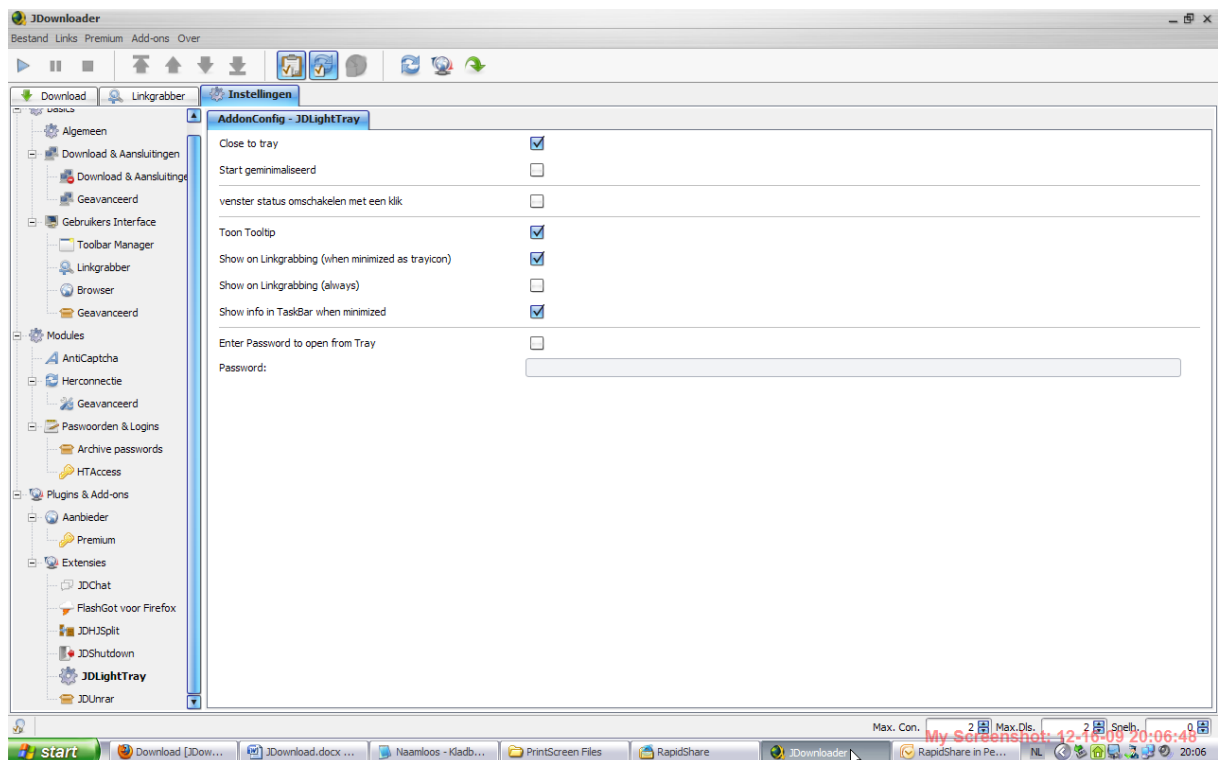 JDownloader
Bestand Links Premium Add-ons Over
Download
Linkgrabber
Instellingen
Basics
Algemeen
Download & Aansluitingen
Download & Aansluitinge
Geavanceerd
Gebruikers Interface
Toolbar Manager
Linkgrabber
Browser
Geavanceerd
Modules
AntiCaptcha
Herconnectie
Geavanceerd
Paswoorden & Logins
Archive passwords
HTAccess
Plugins & Add-ons
Aanbieder
Premium
Extensies
JDChat
FlashGot voor Firefox
JDHJSplit
JDShutdown
JDLightTray
JDUnrar
AddonConfig - JDLightTray
Close to tray
Start geminimaliseerd
venster status omschakelen met een klik
Toon Tooltip
Show on Linkgrabbing (when minimized as trayicon)
Show on Linkgrabbing (always)
Show info in TaskBar when minimized
Enter Password to open from Tray
Password:
Max. Con. 2 Max.Dls. 2 Snelh. 0
My Screenshot: 12-16-09 20:06:48
start
Download [JDow...
JDownload.docx ...
Naamloos - Kladb...
PrintScreen Files
RapidShare
JDownloader
RapidShare in Pe...
NL
20:06